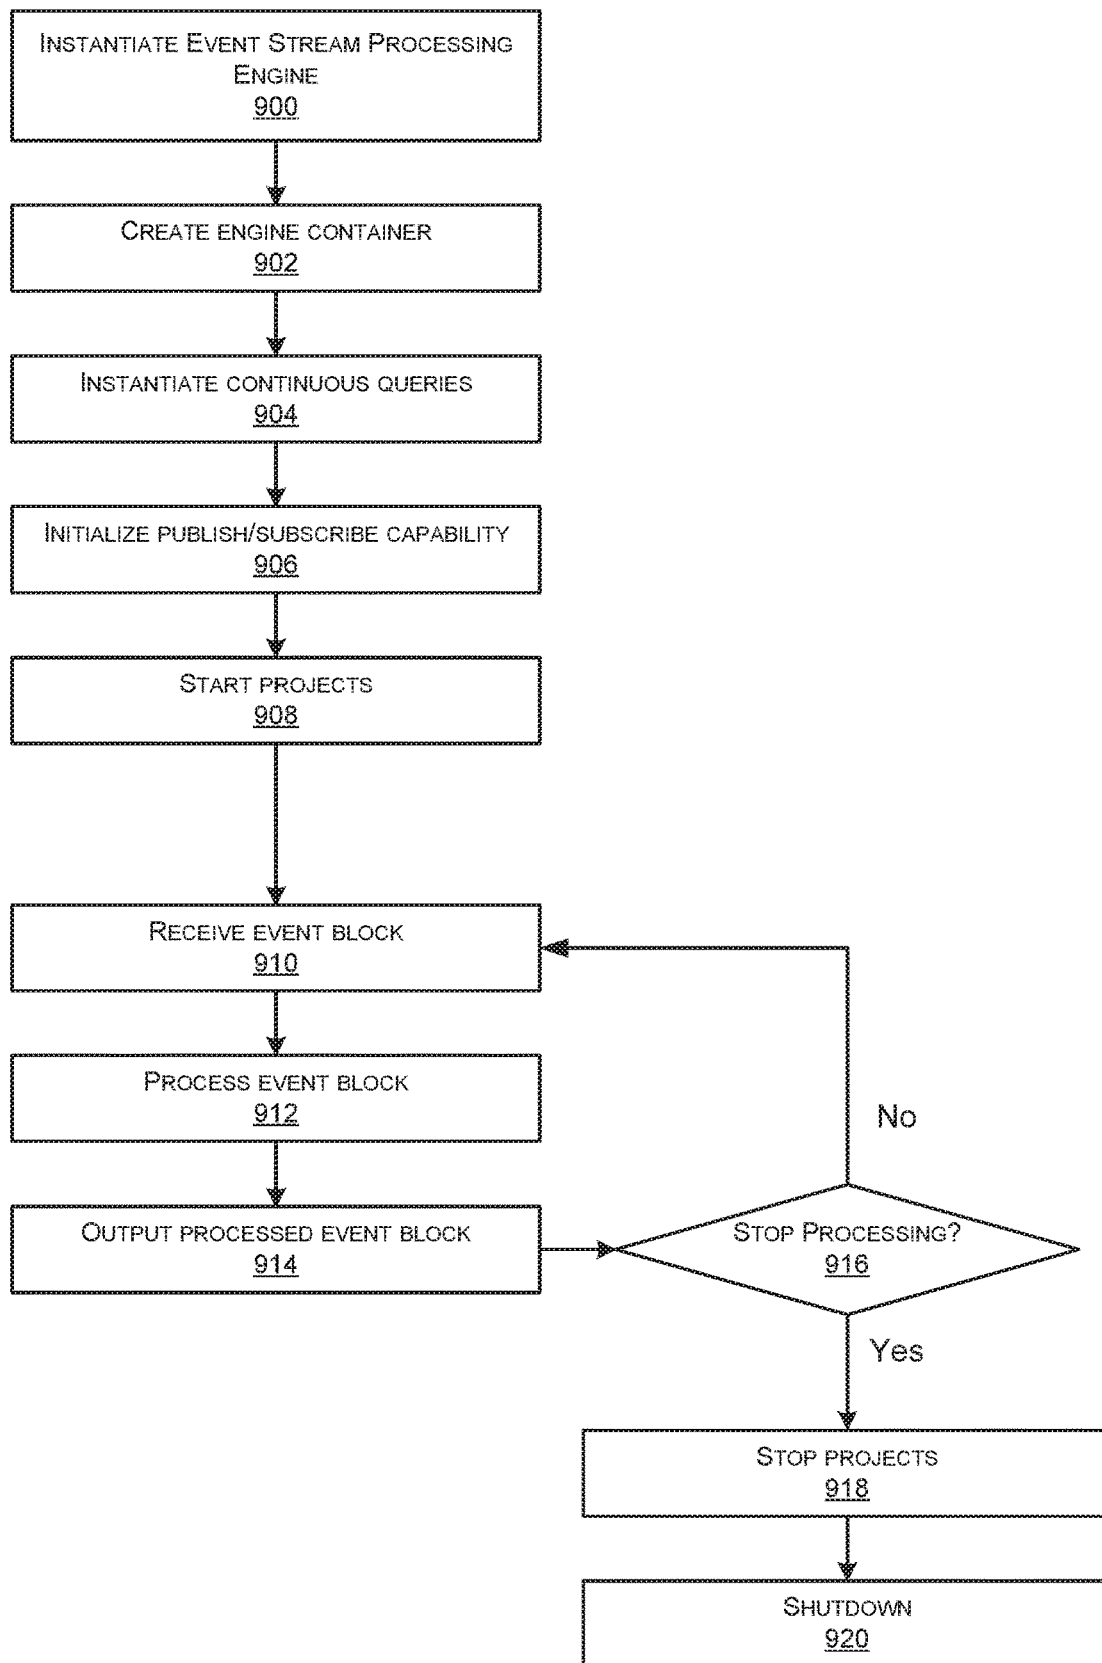 INSTANTIATE EVENT STREAM PROCESSING
ENGINE
900
CREATE ENGINE CONTAINER
902
INSTANTIATE CONTINUOUS QUERIES
904
INITIALIZE PUBLISH/SUBSCRIBE CAPABILITY
906
START PROJECTS
908
RECEIVE EVENT BLOCK
910
PROCESS EVENT BLOCK
912
No
OUTPUT PROCESSED EVENT BLOCK
914
STOP PROCESSING?
916
Yes
STOP PROJECTS
918
SHUTDOWN
920